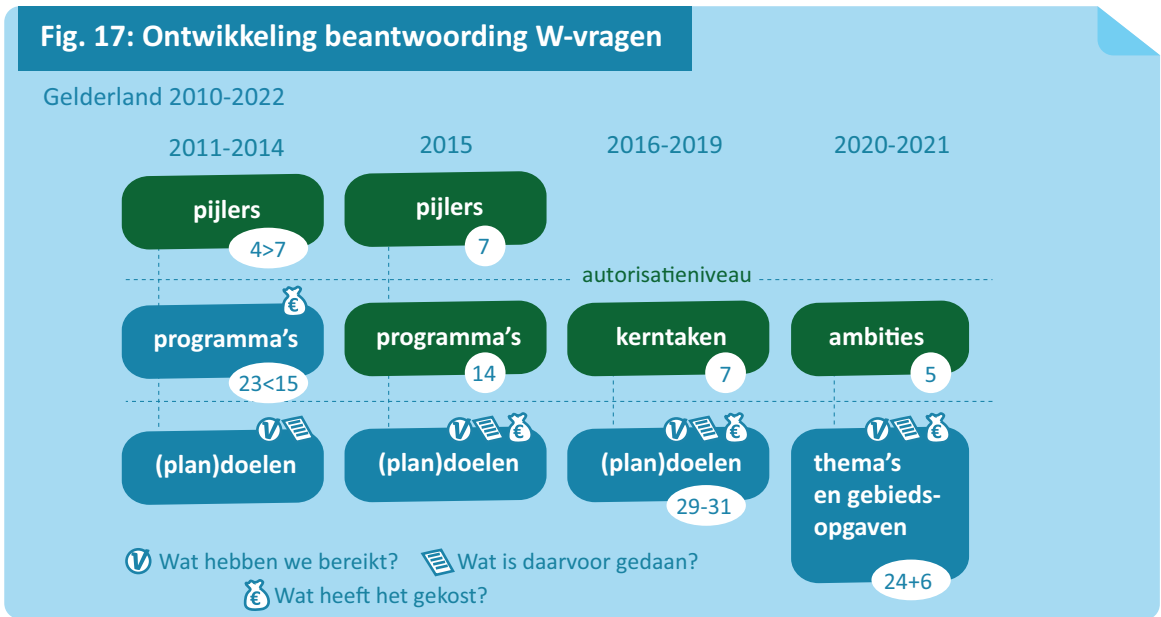 Fig. 17: Ontwikkeling beantwoording W-vragen
Gelderland 2010-2022
2011-2014
2015
2016-2019
2020-2021
pijlers
4>7
pijlers
7
autorisatieniveau
€
programma's
23<15
programma's
14
kerntaken
7
ambities
5
V
(plan)doelen
V €
(plan)doelen
V €
(plan)doelen
29-31
V €
thema's
en gebieds-
opgaven
24+6
V Wat hebben we bereikt?
Wat is daarvoor gedaan?
€ Wat heeft het gekost?